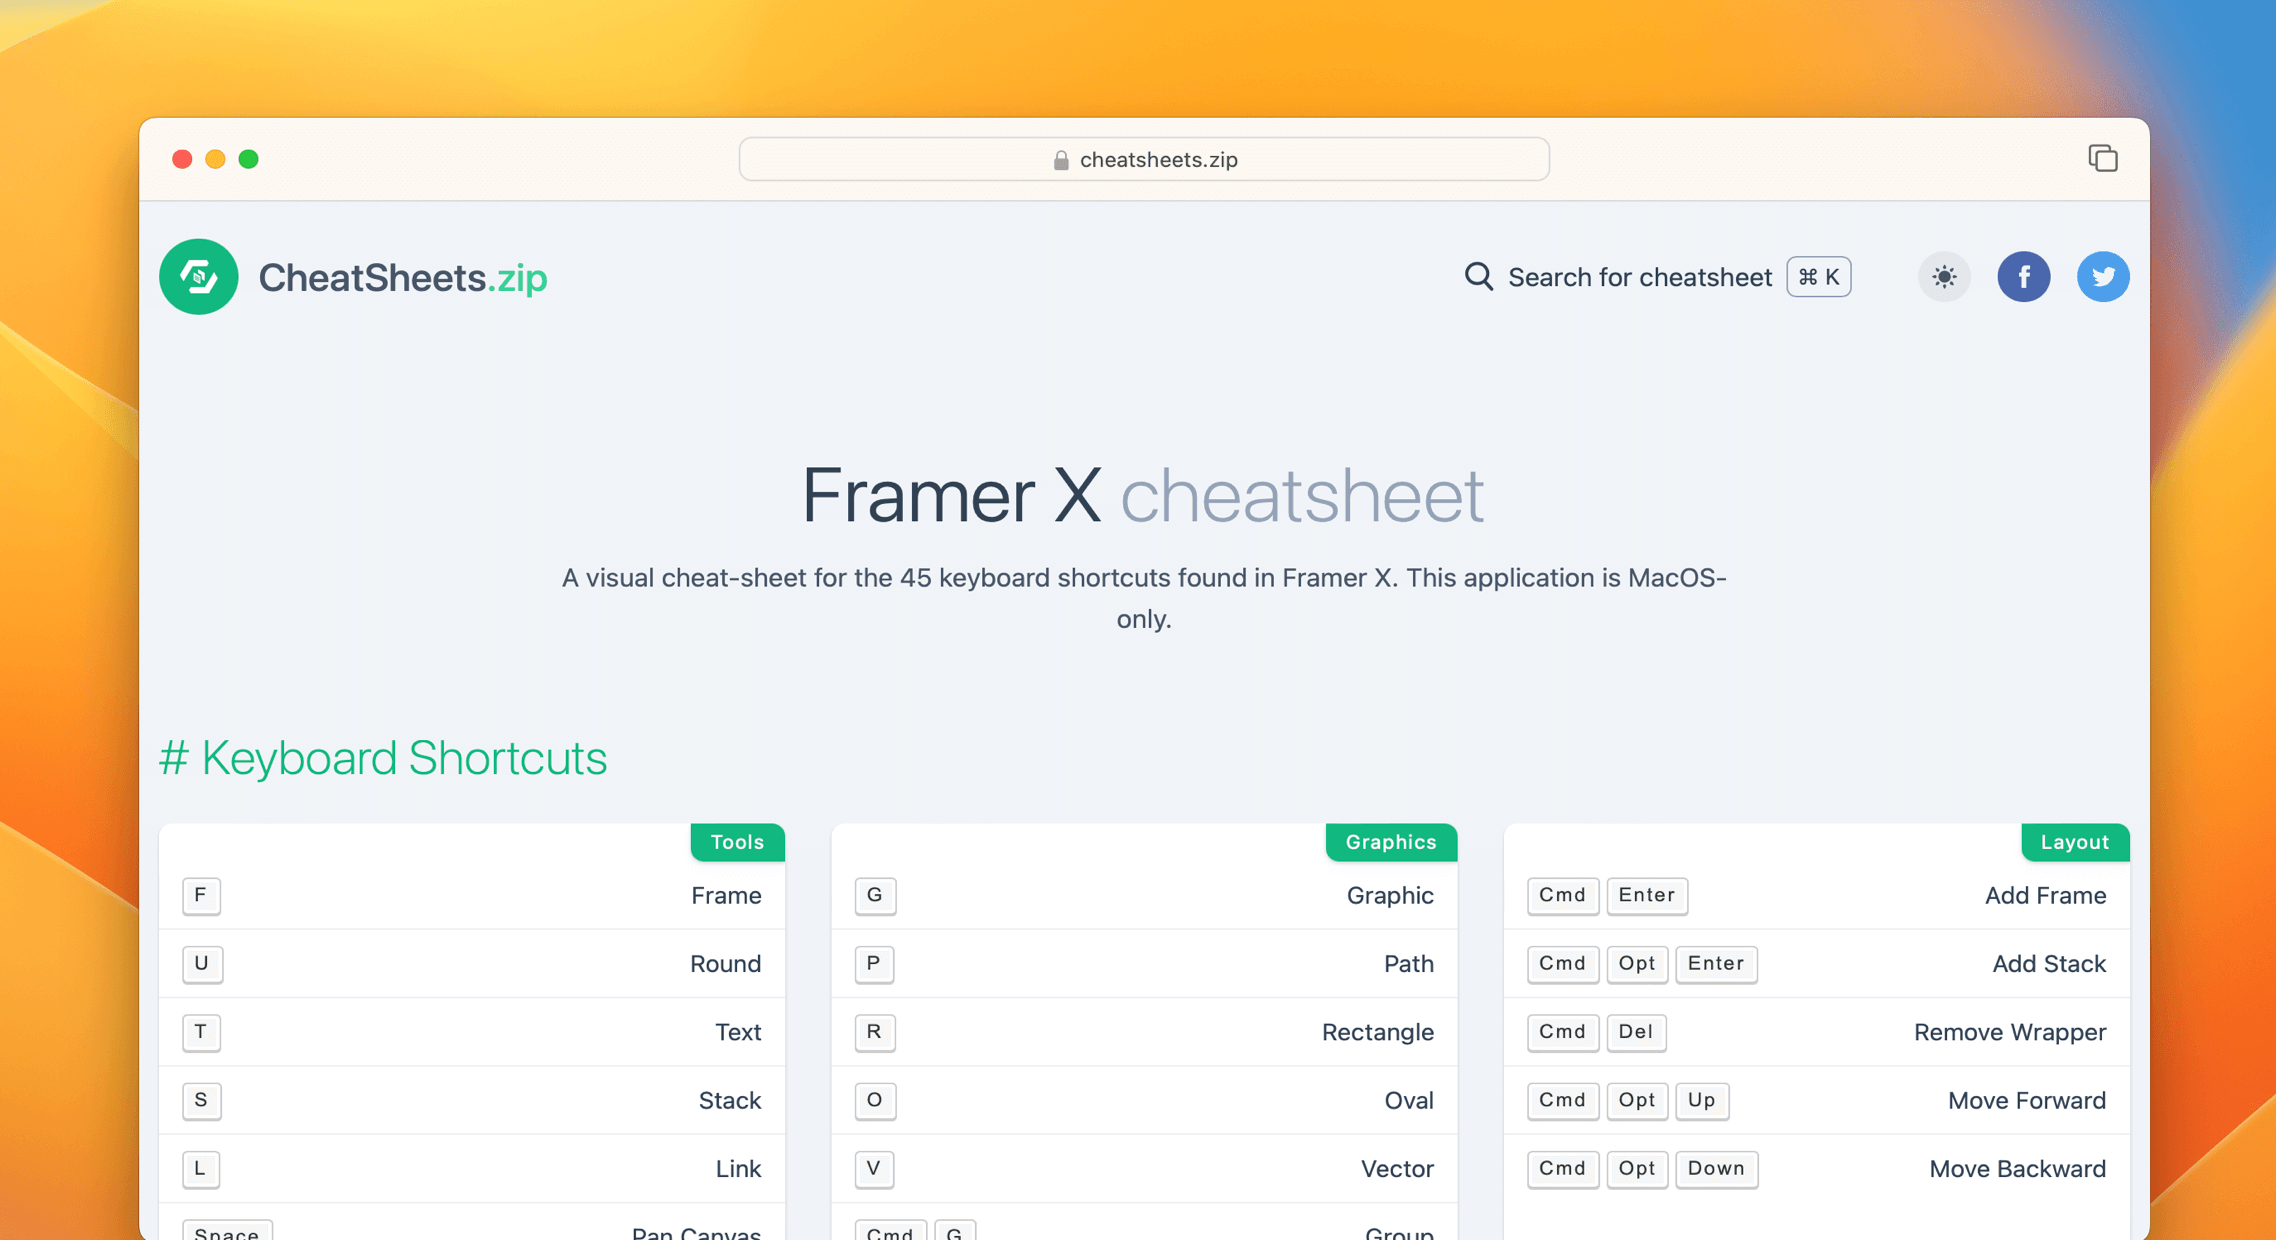 cheatsheets.zip
CheatSheets.zip
Search for cheatsheet ⌘ K
f
Framer X cheatsheet
A visual cheat-sheet for the 45 keyboard shortcuts found in Framer X. This application is MacOS-
only.
# Keyboard Shortcuts
Tools
F Frame
U Round
T Text
S Stack
L Link
Space Pan Canvas
Graphics
G Graphic
P Path
R Rectangle
O Oval
V Vector
Cmd G Group
Layout
Cmd Enter Add Frame
Cmd Opt Enter Add Stack
Cmd Del Remove Wrapper
Cmd Opt Up Move Forward
Cmd Opt Down Move Backward